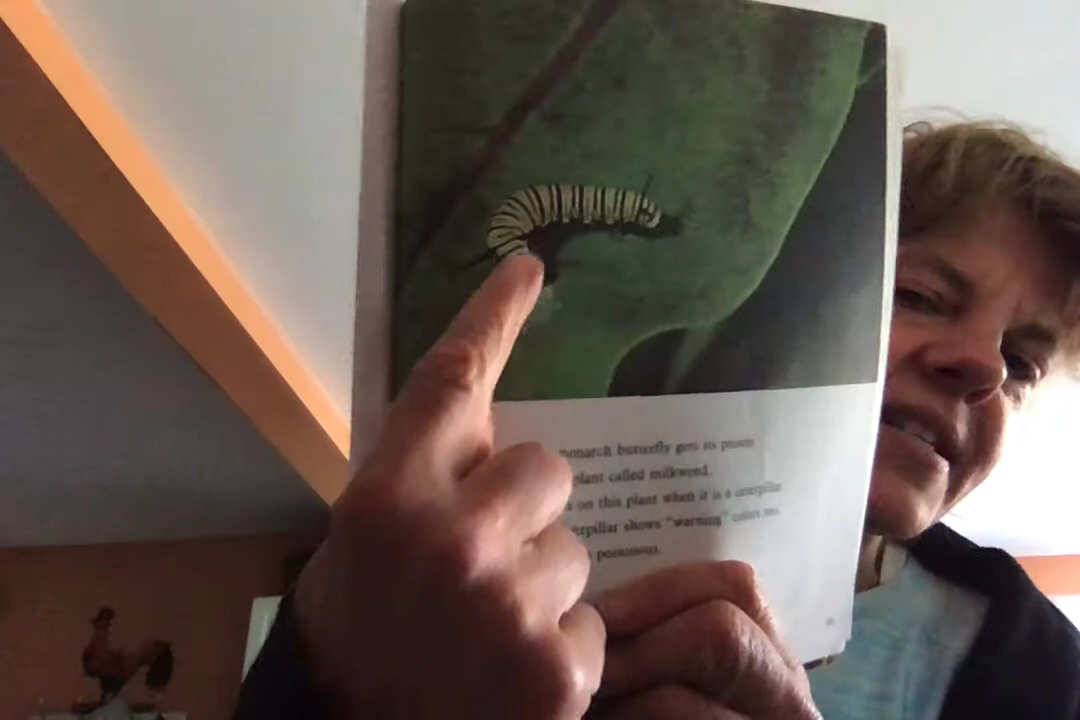 monarch butterfly gets its poison
plant called milkweed.
on this plant when it is a caterpillar
caterpillar shows "warning" colors too.
poisonous.